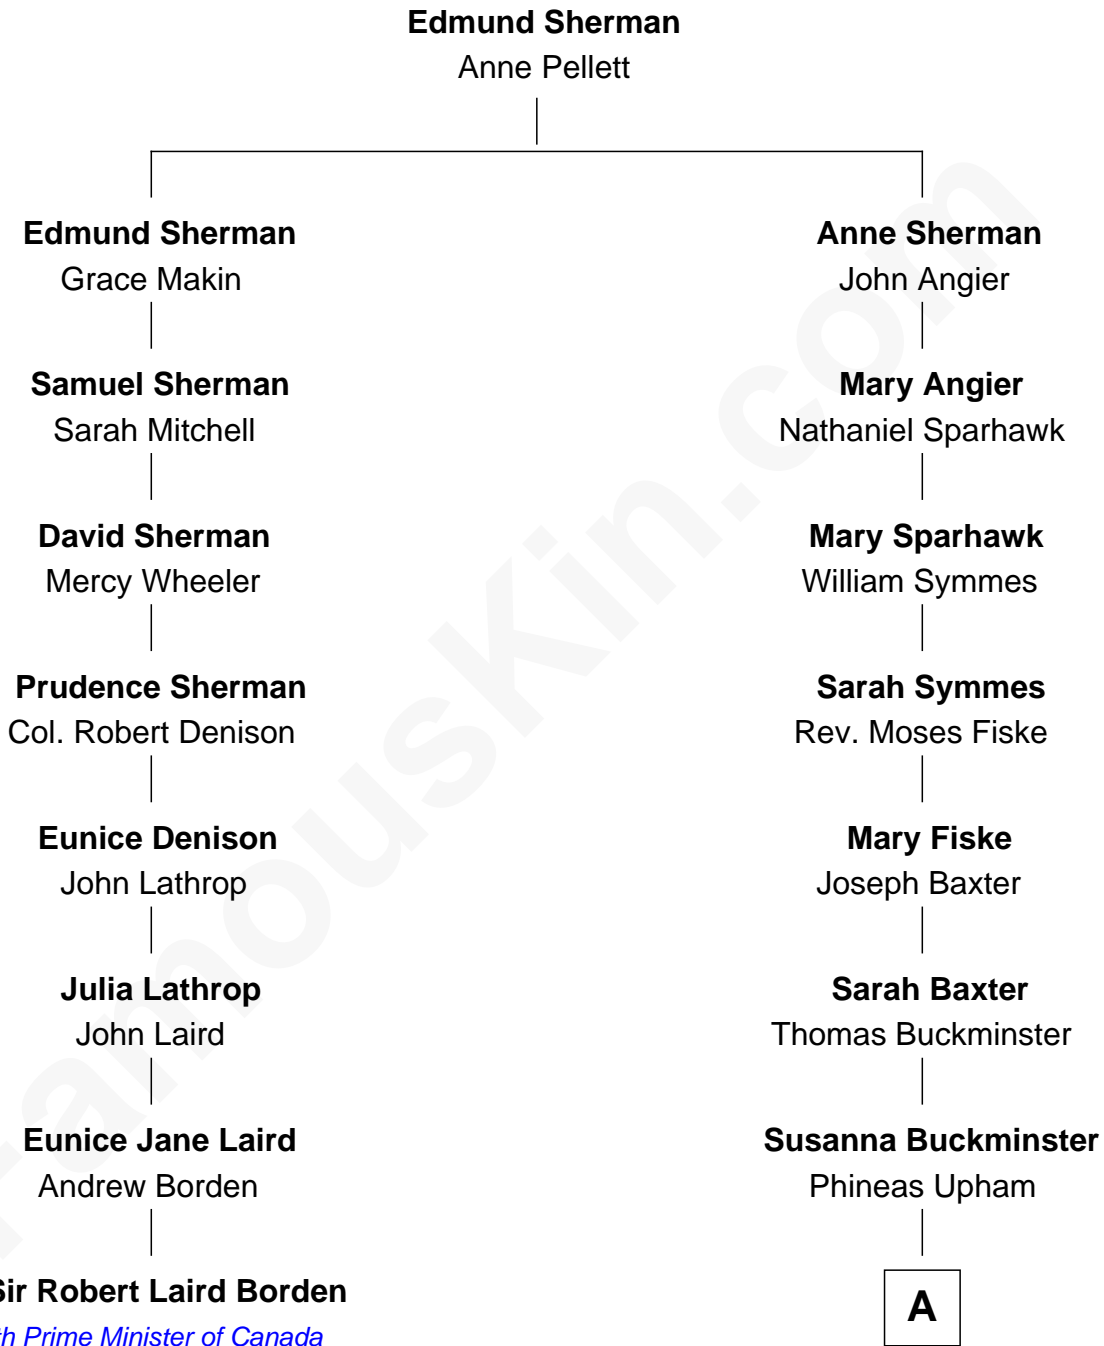 Edmund Sherman
Anne Pellett
Edmund Sherman
Grace Makin
Samuel Sherman
Sarah Mitchell
David Sherman
Mercy Wheeler
Prudence Sherman
Col. Robert Denison
Eunice Denison
John Lathrop
Julia Lathrop
John Laird
Eunice Jane Laird
Andrew Borden
Sir Robert Laird Borden
th Prime Minister of Canada
Anne Sherman
John Angier
Mary Angier
Nathaniel Sparhawk
Mary Sparhawk
William Symmes
Sarah Symmes
Rev. Moses Fiske
Mary Fiske
Joseph Baxter
Sarah Baxter
Thomas Buckminster
Susanna Buckminster
Phineas Upham
A
FamousKin.com